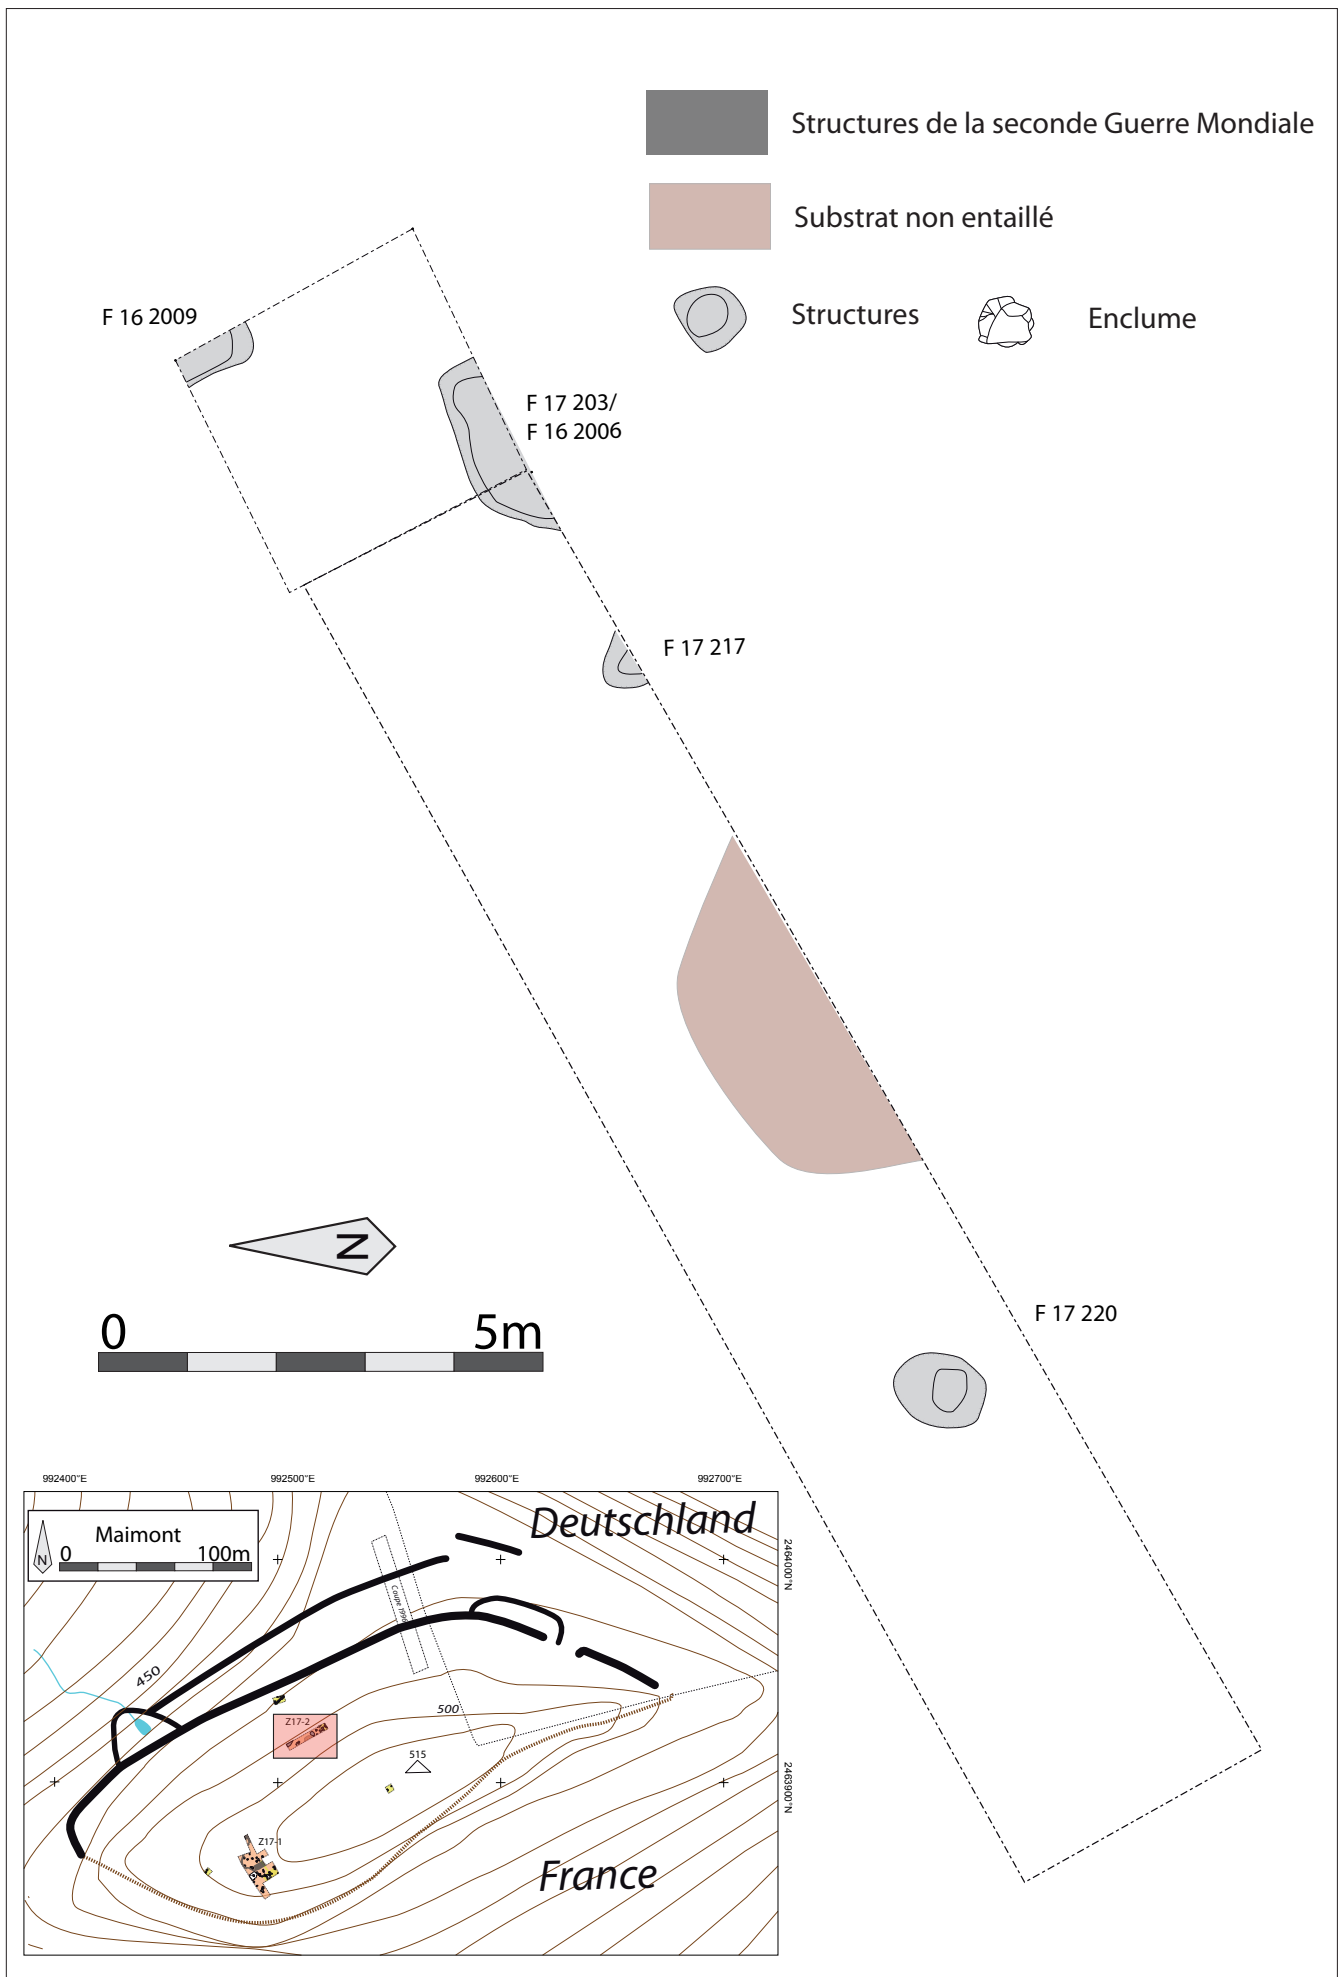 Structures de la seconde Guerre Mondiale
Substrat non entaillé
Structures
Enclume
F 16 2009
F 17 203/
F 16 2006
F 17 217
F 17 220
N
0 5m
992400°E 992500°E 992600°E 992700°E
Maimont
N
0 100m
Deutschland
2464000°N
Coupe 1996
450
500
Z17-2
515
2463900°N
Z17-1
France